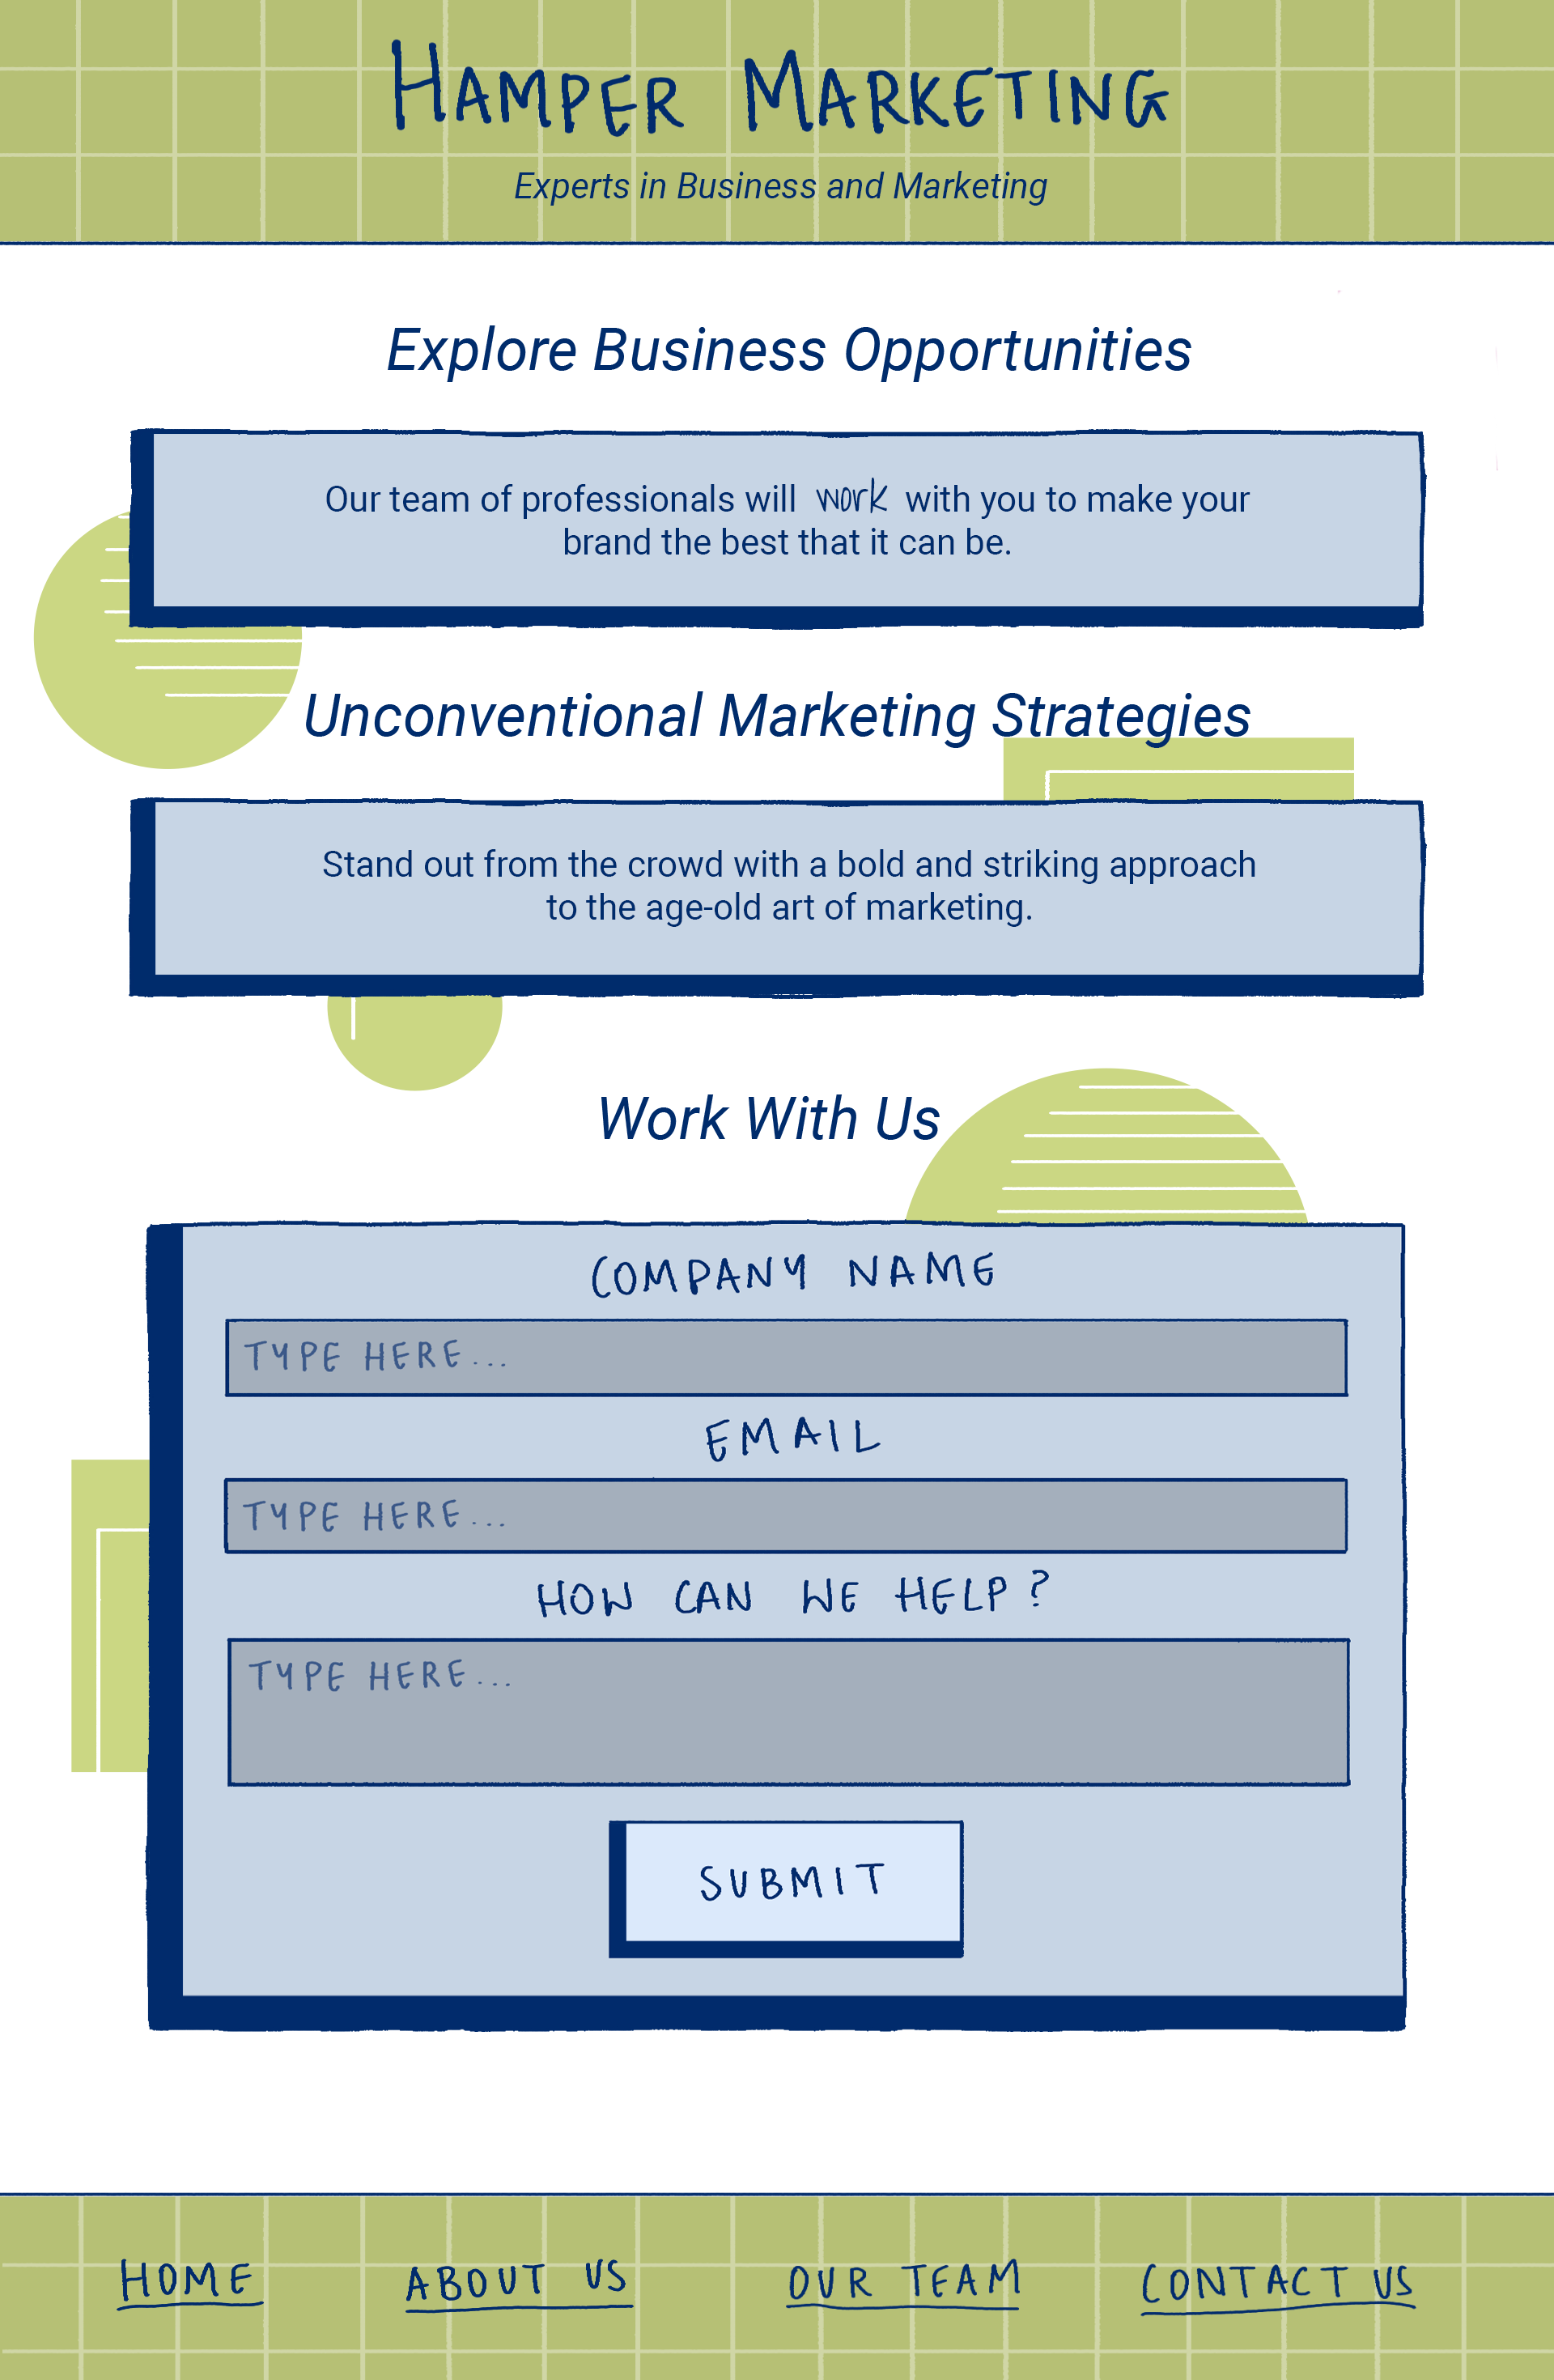 HAMPER MARKETING
Experts in Business and Marketing
Explore Business Opportunities
Our team of professionals will work with you to make your
brand the best that it can be.
Unconventional Marketing Strategies
Stand out from the crowd with a bold and striking approach
to the age-old art of marketing.
Work With Us
COMPANY NAME
TYPE HERE...
EMAIL
TYPE HERE...
HOW CAN WE HELP?
TYPE HERE...
SUBMIT
HOME ABOUT US OUR TEAM CONTACT US